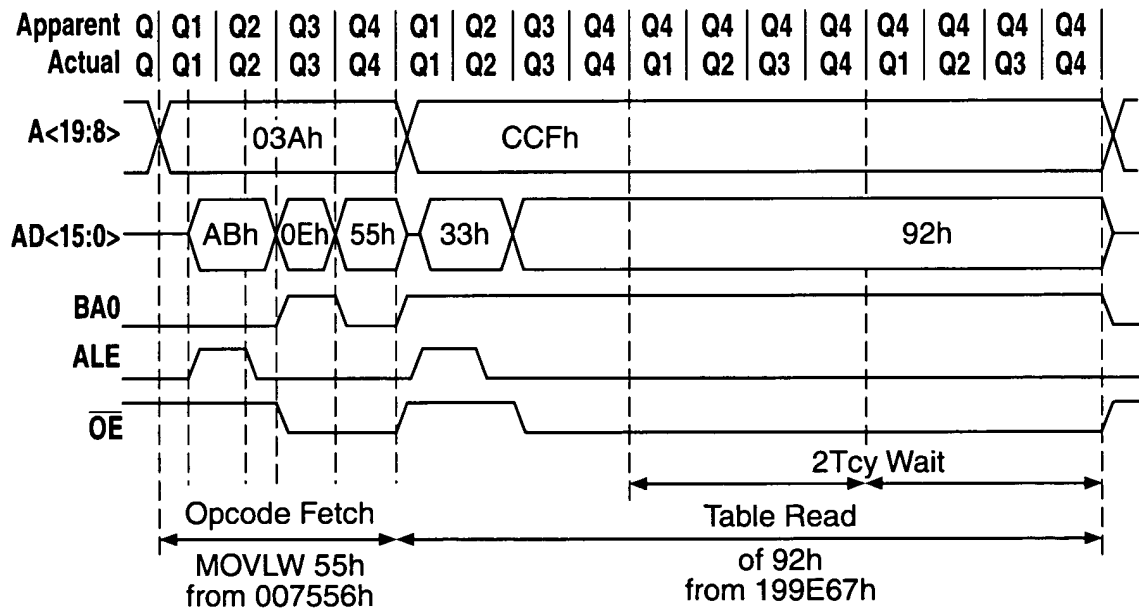 Apparent Q Q1 Q2 Q3 Q4 Q1 Q2 Q3 Q4 Q4 Q4 Q4 Q4 Q4 Q4 Q4 Q4
Actual Q Q1 Q2 Q3 Q4 Q1 Q2 Q3 Q4 Q1 Q2 Q3 Q4 Q1 Q2 Q3 Q4
A<19:8> 03Ah CCFh
AD<15:0> ABh 0Eh 55h 33h 92h
BA0
ALE
OE
2Tcy Wait
Opcode Fetch Table Read
MOVLW 55h of 92h
from 007556h from 199E67h